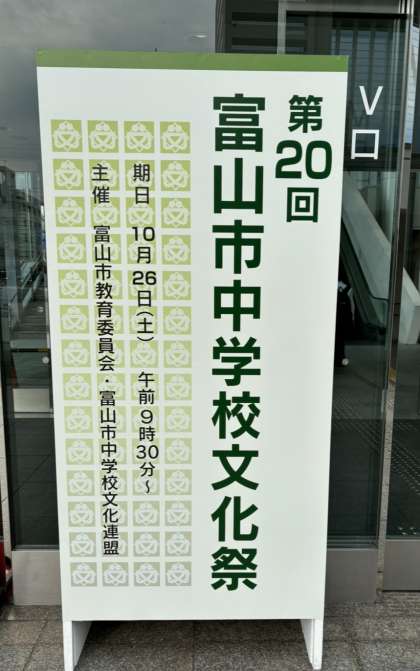 第20回
富山市中学校文化祭
期日 10月26日(土) 午前9時30分~
主催 富山市教育委員会・富山市中学校文化連盟
V口